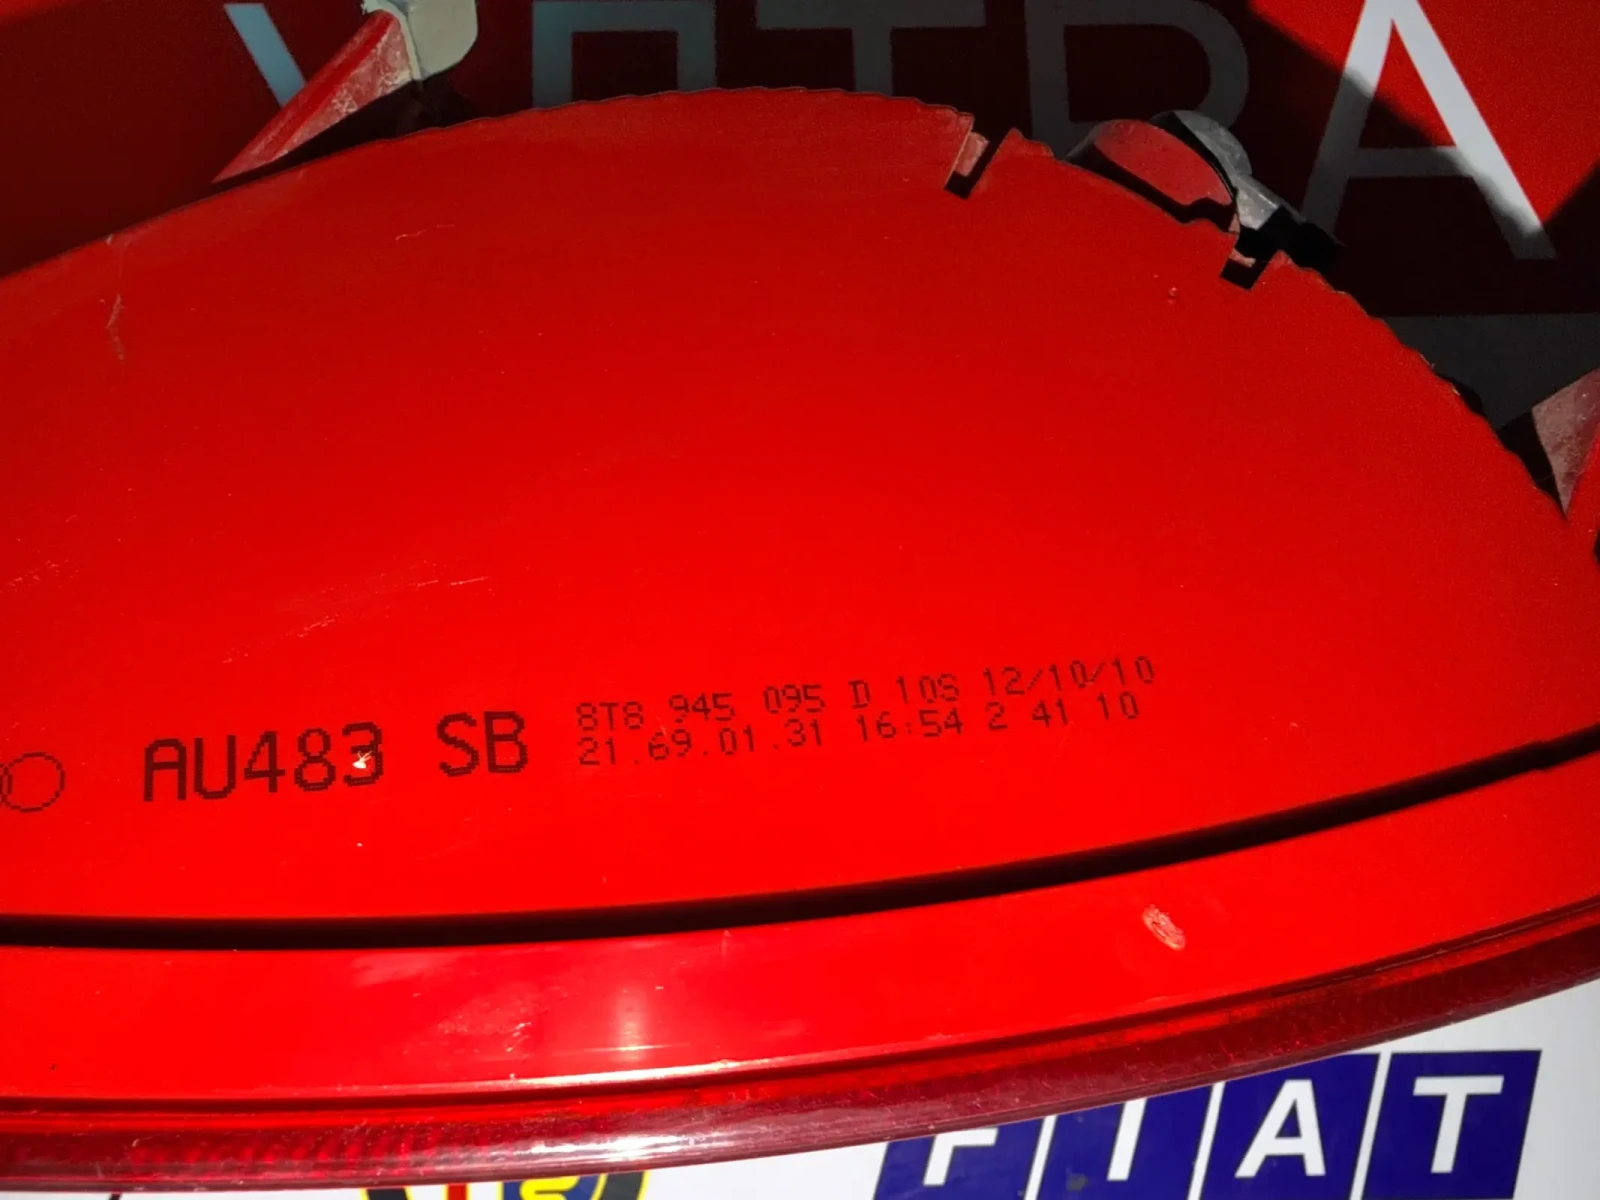 AU483 SB
8T8 945 095 D 10S 12/10/10
21.69.01.31 16:54 2 41 10
FIAT